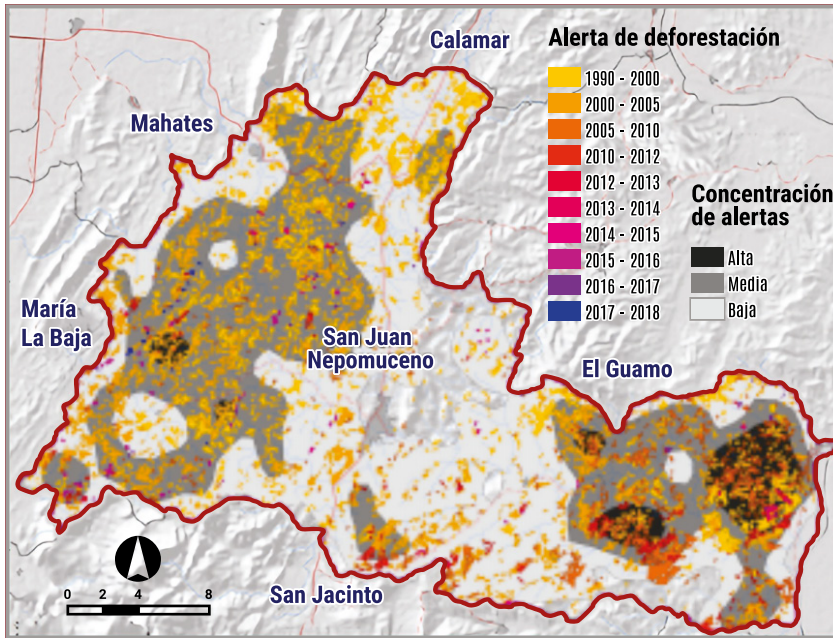 Calamar
Mahates
María
La Baja
San Juan
Nepomuceno
El Guamo
San Jacinto
Alerta de deforestación
1990 - 2000
2000 - 2005
2005 - 2010
2010 - 2012
2012 - 2013
2013 - 2014
2014 - 2015
2015 - 2016
2016 - 2017
2017 - 2018
Concentración
de alertas
Alta
Media
Baja
0 2 4 8